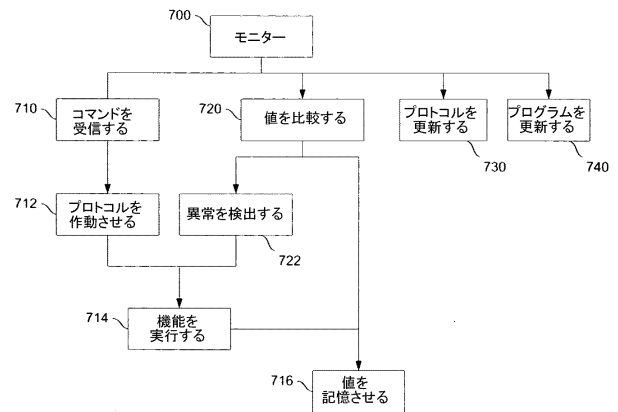 700
モニター
710
コマンドを
受信する
720
値を比較する
プロトコルを
更新する
730
プログラムを
更新する
740
712
プロトコルを
作動させる
異常を検出する
722
714
機能を
実行する
716
値を
記憶させる